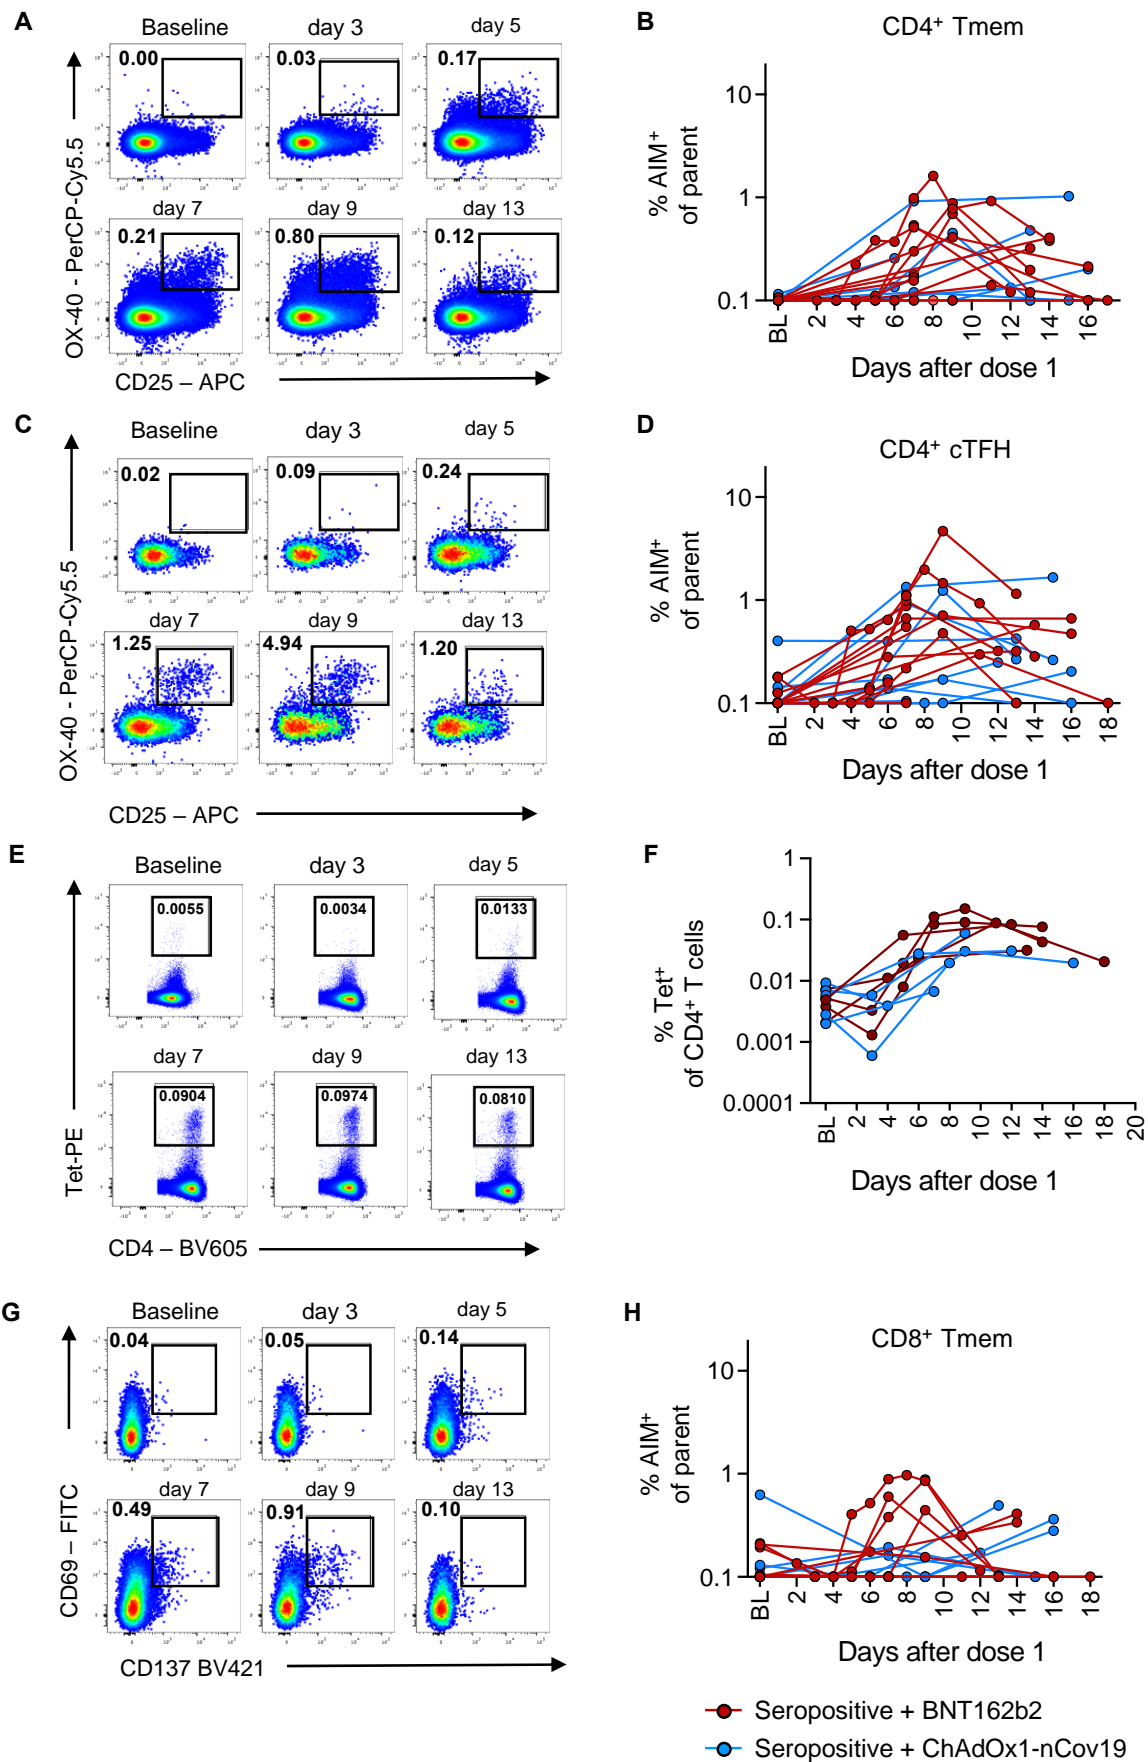 A
Baseline
day 3
day 5
0.00
0.03
0.17
day 7
day 9
day 13
0.21
0.80
0.12
OX-40 - PerCP-Cy5.5
CD25 – APC
B
CD4+ Tmem
% AIM+
of parent
10
1
0.1
BL 2 4 6 8 10 12 14 16
Days after dose 1
C
Baseline
day 3
day 5
0.02
0.09
0.24
day 7
day 9
day 13
1.25
4.94
1.20
OX-40 - PerCP-Cy5.5
CD25 – APC
D
CD4+ cTFH
% AIM+
of parent
10
1
0.1
BL 2 4 6 8 10 12 14 16 18
Days after dose 1
E
Baseline
day 3
day 5
0.0055
0.0034
0.0133
day 7
day 9
day 13
0.0904
0.0974
0.0810
Tet-PE
CD4 – BV605
F
% Tet+
of CD4+ T cells
1
0.1
0.01
0.001
0.0001
BL 2 4 6 8 10 12 14 16 18 20
Days after dose 1
G
Baseline
day 3
day 5
0.04
0.05
0.14
day 7
day 9
day 13
0.49
0.91
0.10
CD69 – FITC
CD137 BV421
H
CD8+ Tmem
% AIM+
of parent
10
1
0.1
BL 2 4 6 8 10 12 14 16 18
Days after dose 1
Seropositive + BNT162b2
Seropositive + ChAdOx1-nCov19